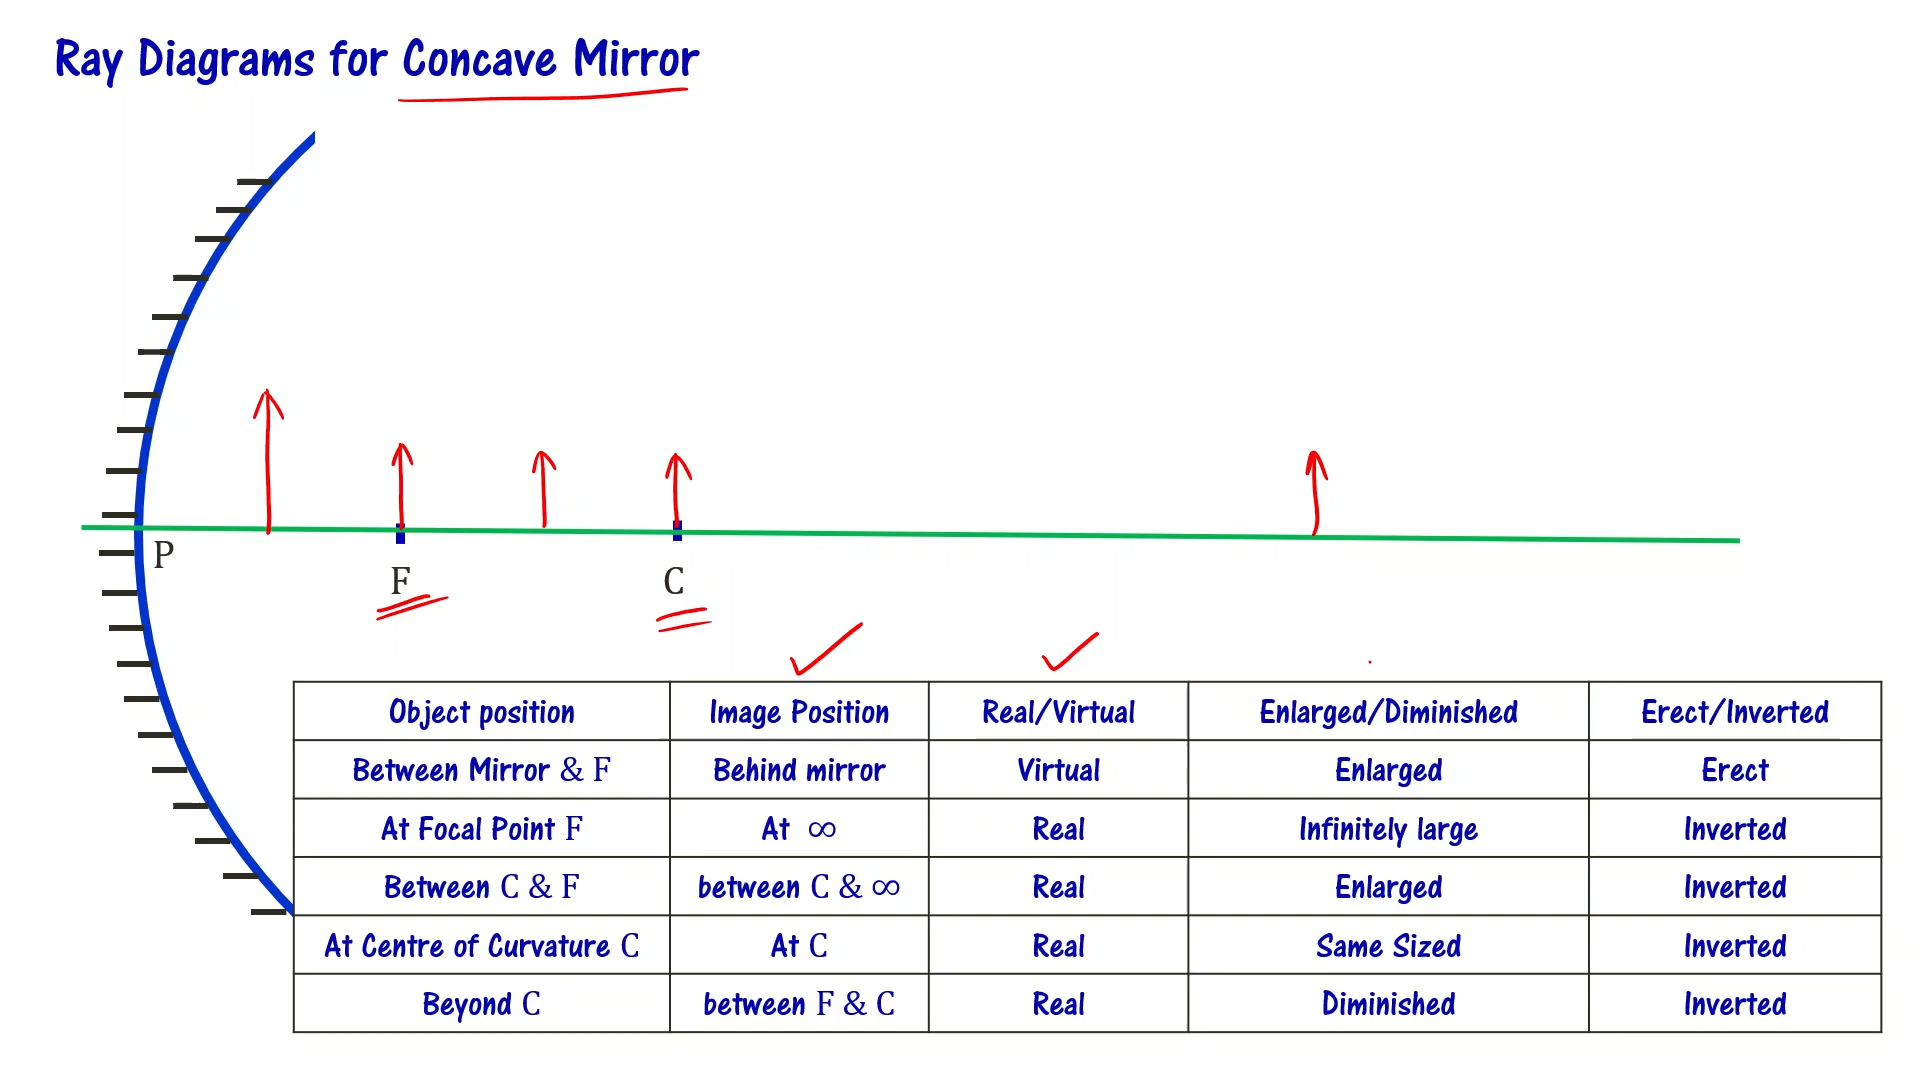 Ray Diagrams for Concave Mirror
P
F
C
Object position Image Position Real/Virtual Enlarged/Diminished Erect/Inverted
Between Mirror & F Behind mirror Virtual Enlarged Erect
At Focal Point F At ∞ Real Infinitely large Inverted
Between C & F between C & ∞ Real Enlarged Inverted
At Centre of Curvature C At C Real Same Sized Inverted
Beyond C between F & C Real Diminished Inverted